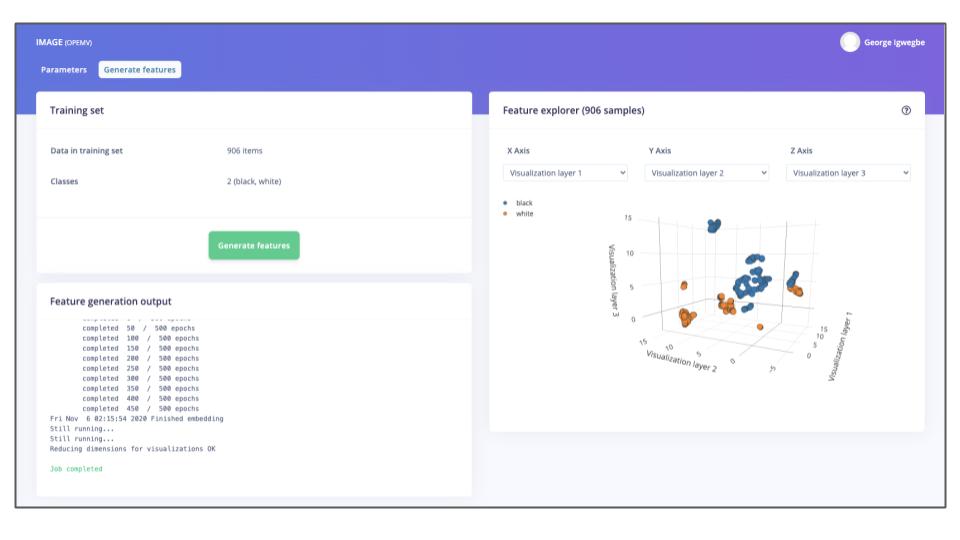 IMAGE (OPEMV)
George Igwegbe
Parameters
Generate features
Training set
Data in training set
906 items
Classes
2 (black, white)
Generate features
Feature generation output
completed 50 / 500 epochs
completed 100 / 500 epochs
completed 150 / 500 epochs
completed 200 / 500 epochs
completed 250 / 500 epochs
completed 300 / 500 epochs
completed 350 / 500 epochs
completed 400 / 500 epochs
completed 450 / 500 epochs
Fri Nov 6 02:15:54 2020 Finished embedding
Still running...
Still running...
Reducing dimensions for visualizations OK
Job completed
Feature explorer (906 samples)
X Axis
Y Axis
Z Axis
Visualization layer 1
Visualization layer 2
Visualization layer 3
black
white
15
10
5
0
Visualization layer 3
15
10
5
0
-5
Visualization layer 2
15
10
5
0
Visualization layer 1